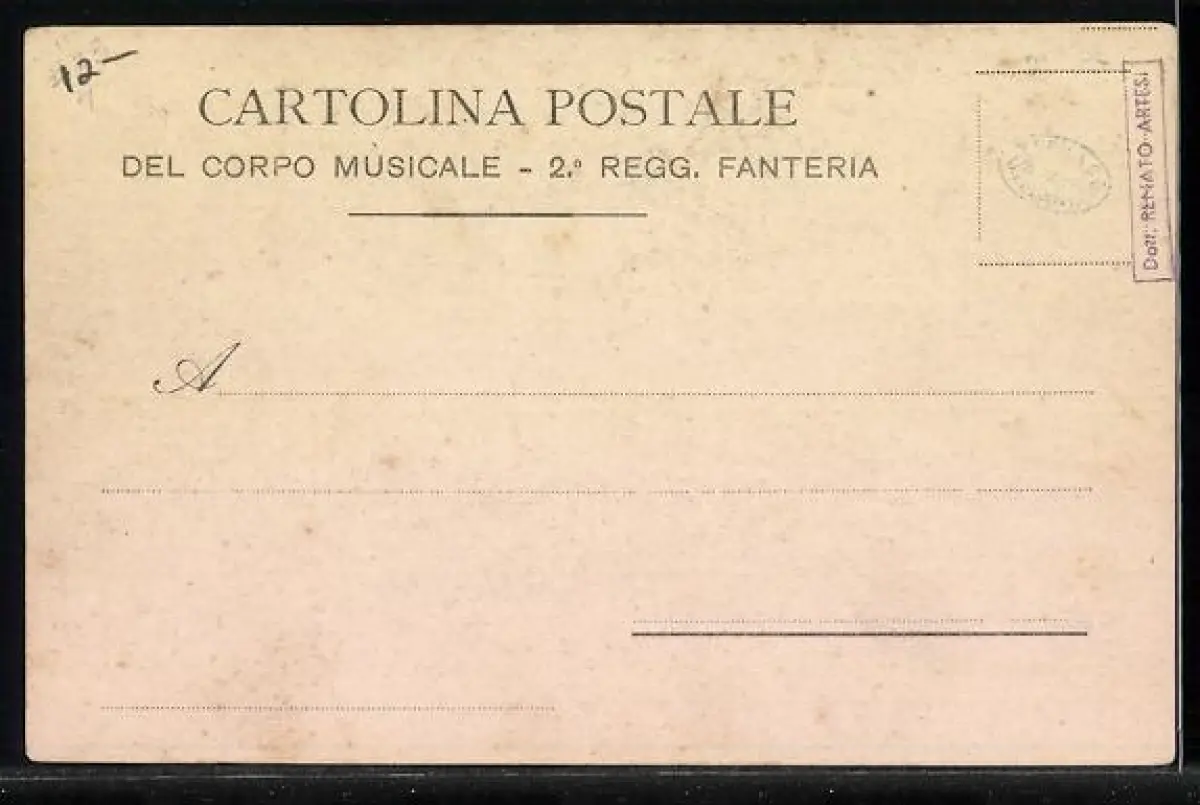 12-
CARTOLINA POSTALE
DEL CORPO MUSICALE - 2.º REGG. FANTERIA
Dott. RENATO ARTESI
A